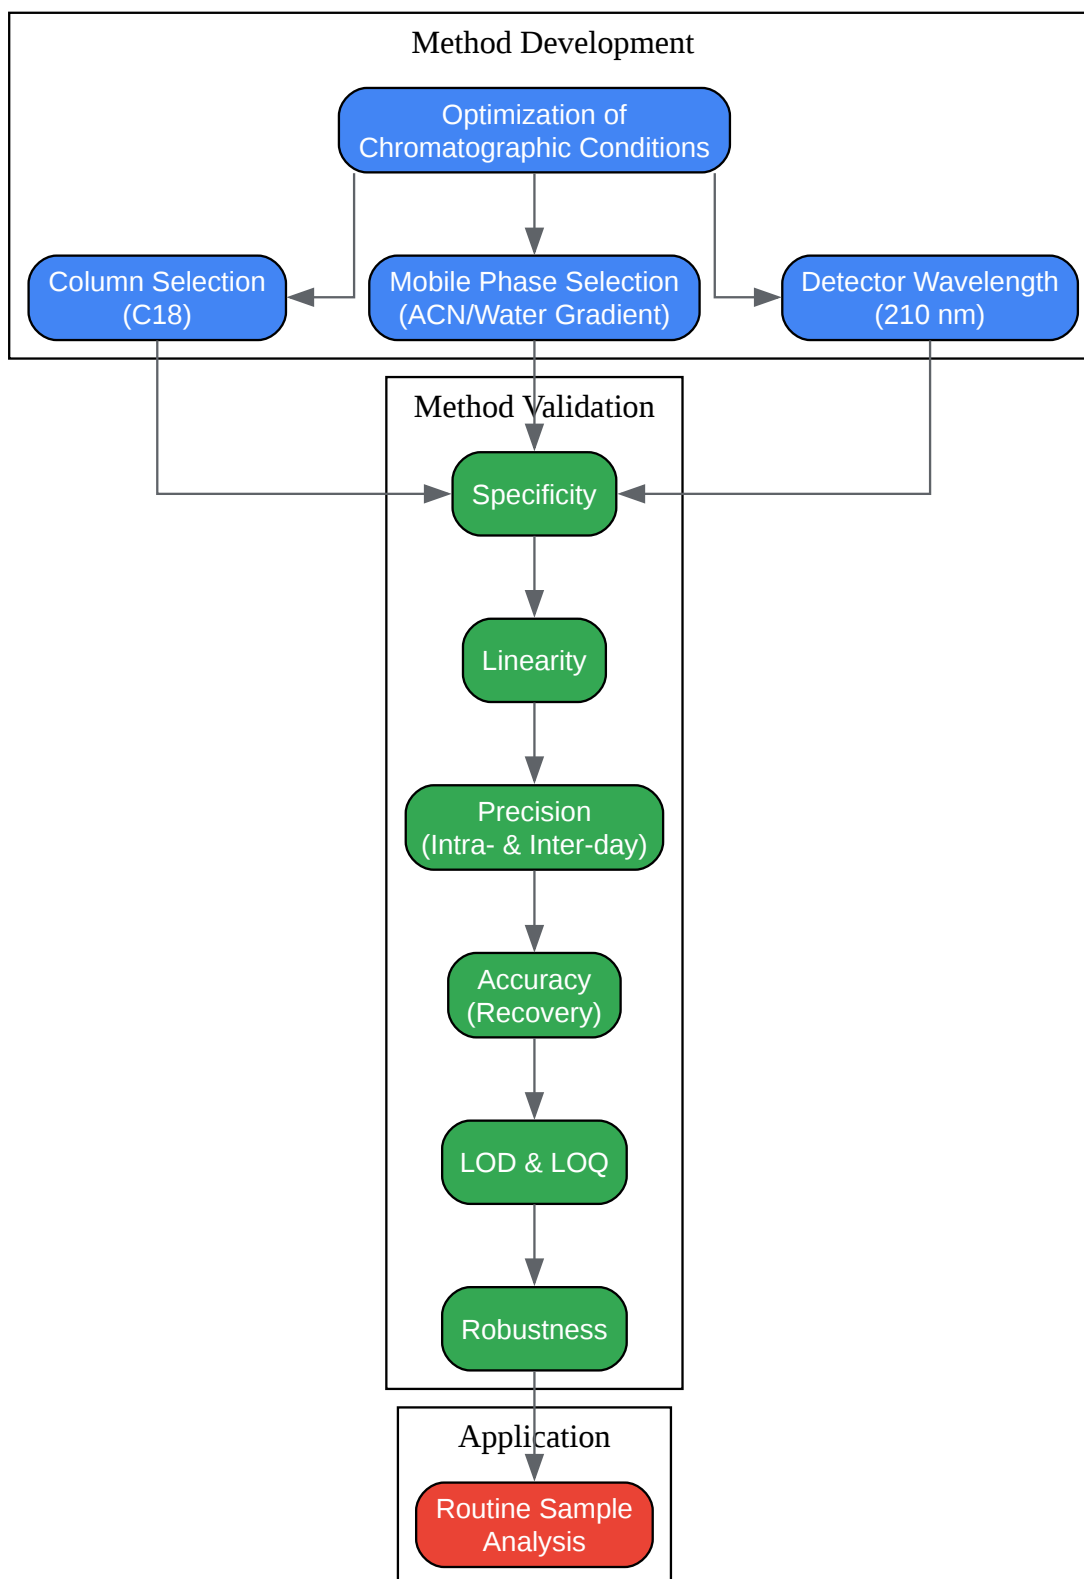 Method Development
Optimization of
Chromatographic Conditions
Column Selection
(C18)
Mobile Phase Selection
(ACN/Water Gradient)
Detector Wavelength
(210 nm)
Method Validation
Specificity
Linearity
Precision
(Intra- & Inter-day)
Accuracy
(Recovery)
LOD & LOQ
Robustness
Application
Routine Sample
Analysis